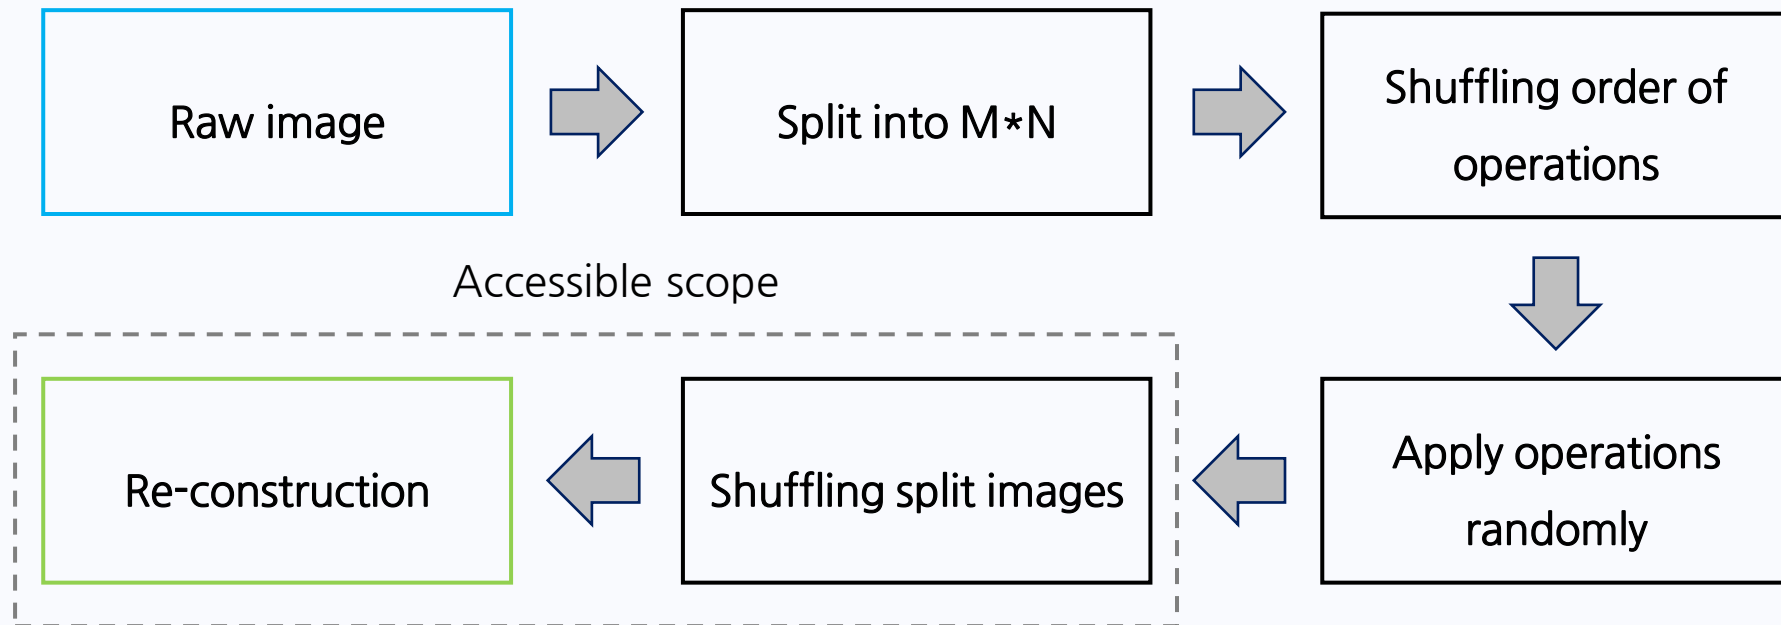 Raw image
Split into M*N
Shuffling order of
operations
Accessible scope
Re-construction
Shuffling split images
Apply operations
randomly